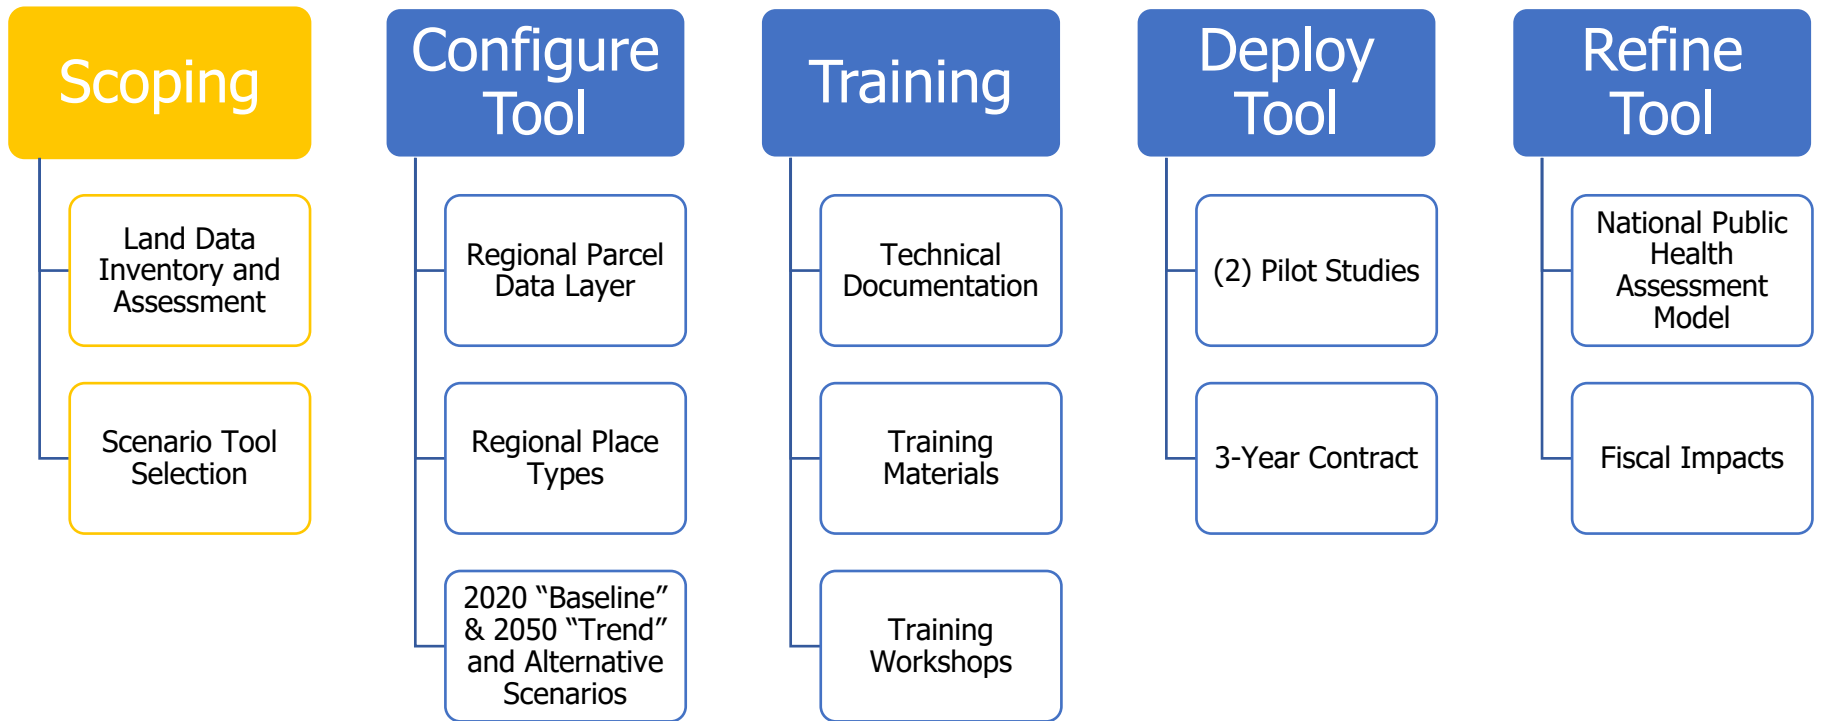 Scoping
Land Data
Inventory and
Assessment
Scenario Tool
Selection
Configure
Tool
Regional Parcel
Data Layer
Regional Place
Types
2020 “Baseline”
& 2050 “Trend”
and Alternative
Scenarios
Training
Technical
Documentation
Training
Materials
Training
Workshops
Deploy
Tool
(2) Pilot Studies
3-Year Contract
Refine
Tool
National Public
Health
Assessment
Model
Fiscal Impacts